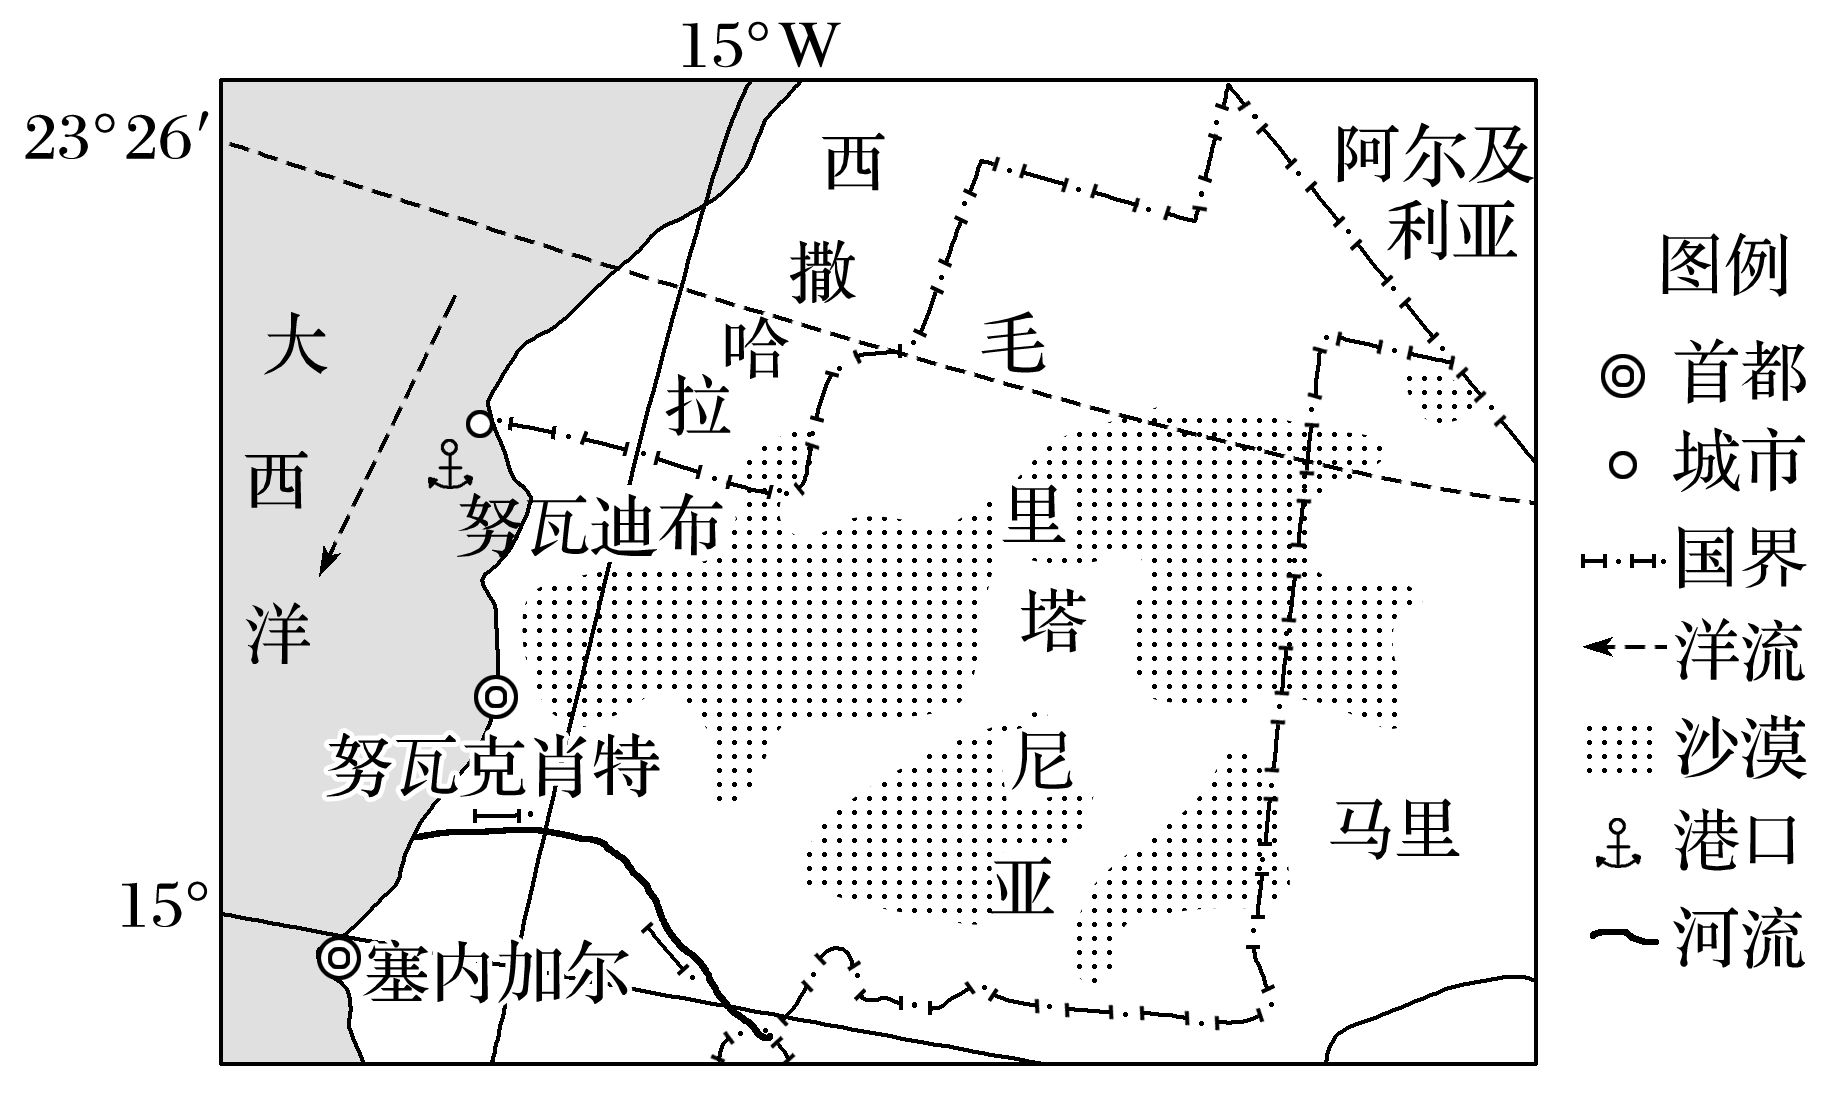 15°W
23°26′
西
撒
哈
拉
阿尔及
利亚
大
西
洋
毛
里
塔
尼
亚
努瓦迪布
努瓦克肖特
马里
15°
塞内加尔
图例
首都
城市
国界
洋流
沙漠
港口
河流